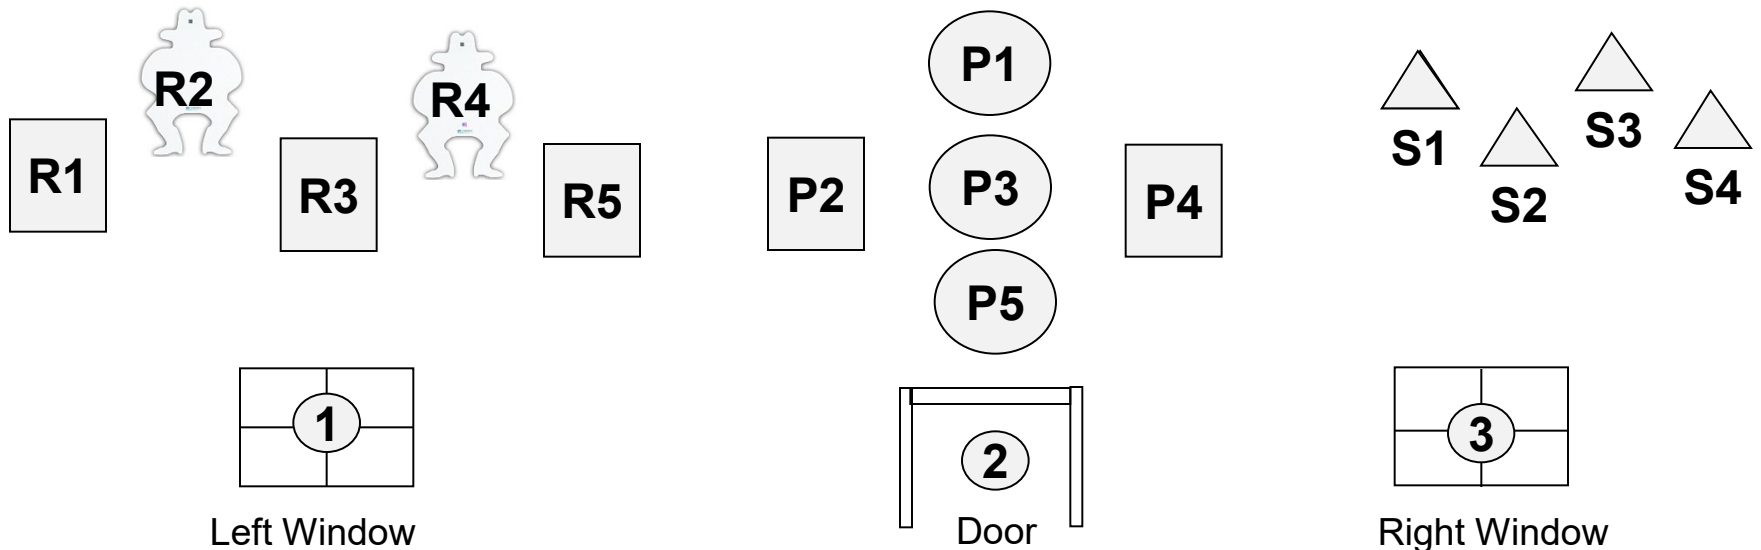 R1
R2
R3
R4
R5
P1
P2
P3
P4
P5
S1
S2
S3
S4
1
2
3
Left Window
Door
Right Window